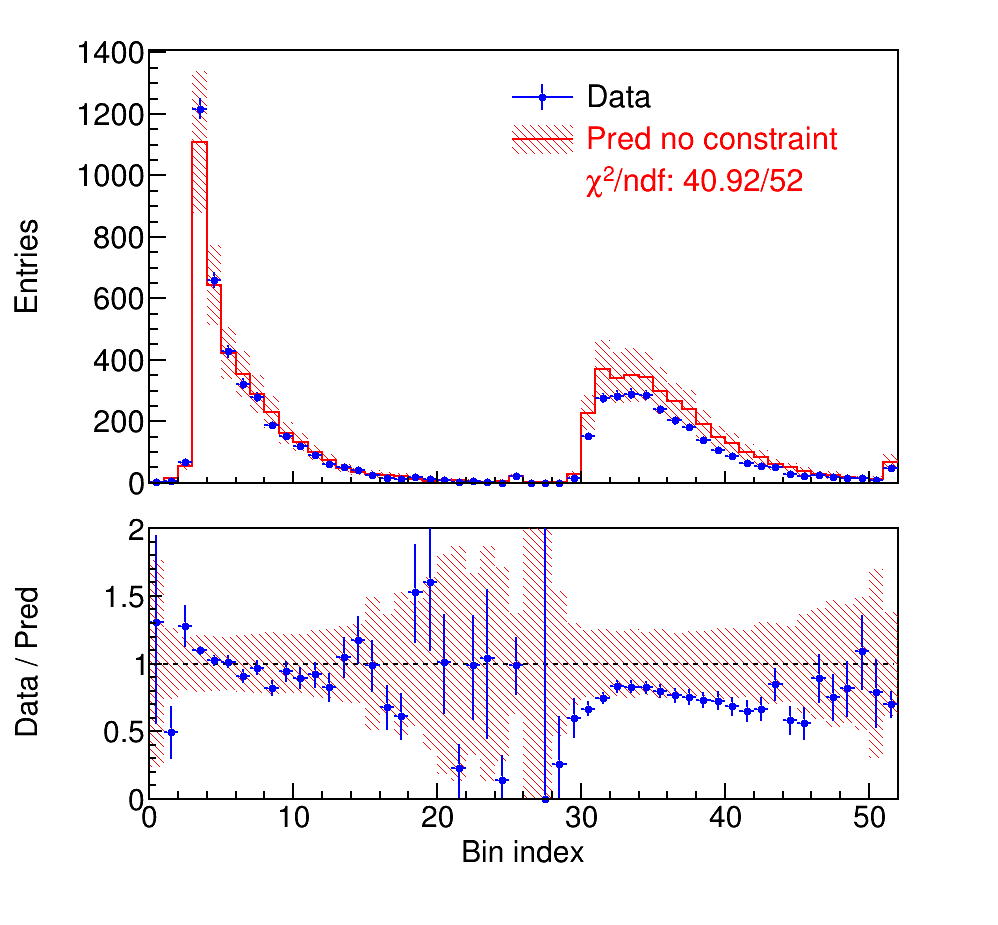 1400
1200
1000
800
600
400
200
0
Entries
Data
Pred no constraint
χ²/ndf: 40.92/52
2
1.5
1
0.5
0
Data / Pred
0 10 20 30 40 50
Bin index